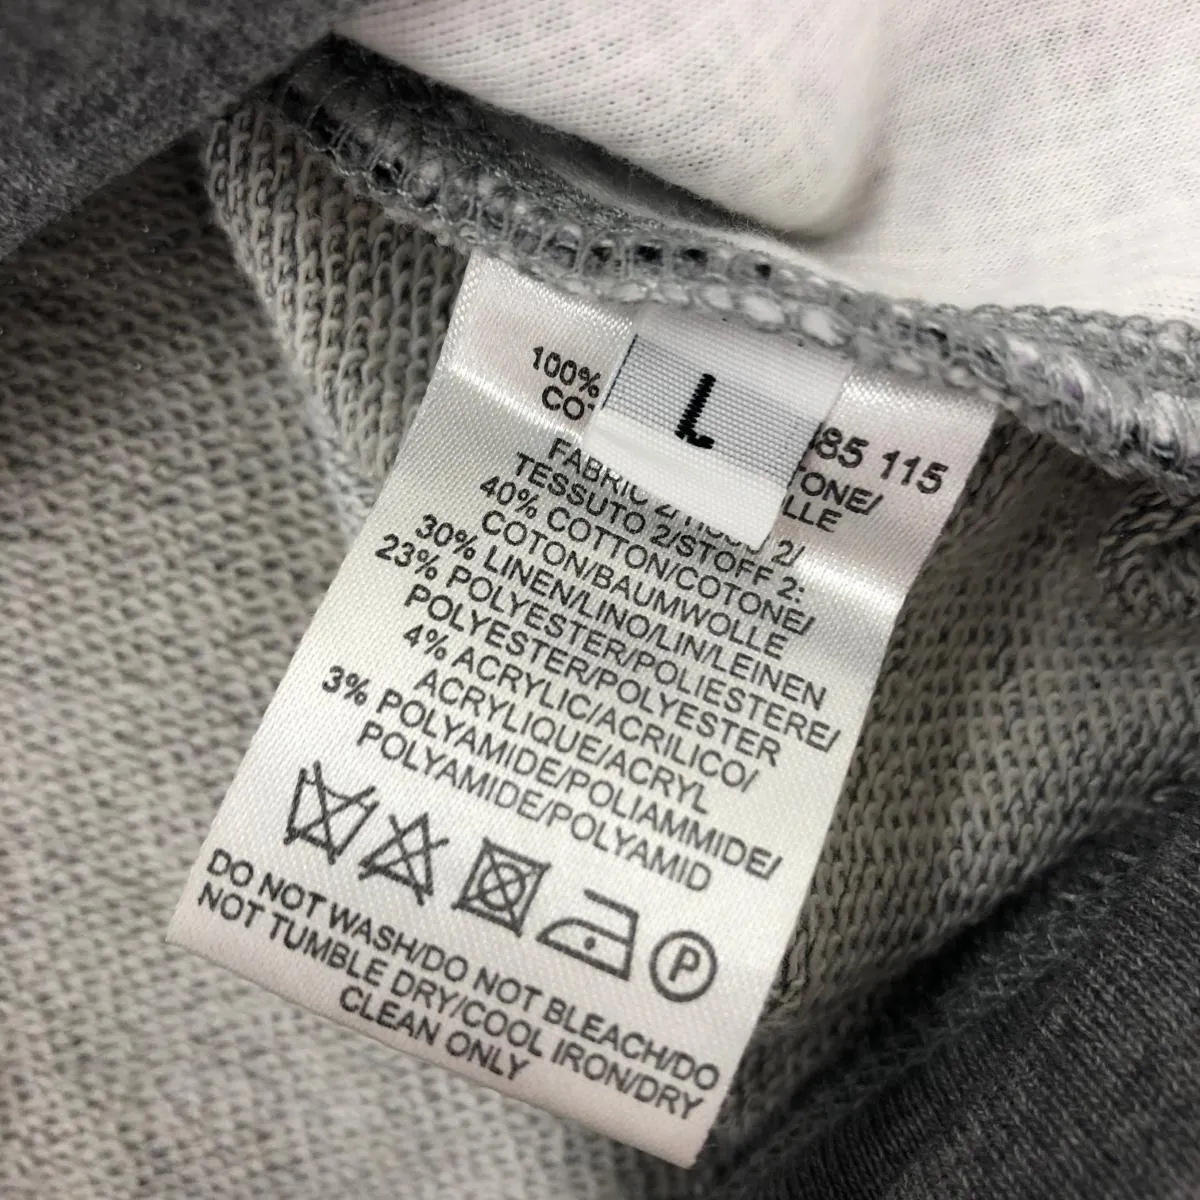 L
100%
85 115
TONE/
LLE
FABRIC 2/
TESSUTO 2/STOFF 2:
40% COTTON/COTONE/
COTON/BAUMWOLLE
30% LINEN/LINO/LIN/LEINEN
23% POLYESTER/POLIESTERE/
POLYESTER/POLYESTER
4% ACRYLIC/ACRILICO/
ACRYLIQUE/ACRYL
3% POLYAMIDE/POLIAMMIDE/
POLYAMIDE/POLYAMID
P
DO NOT WASH/DO NOT BLEACH/DO
NOT TUMBLE DRY/COOL IRON/DRY
CLEAN ONLY